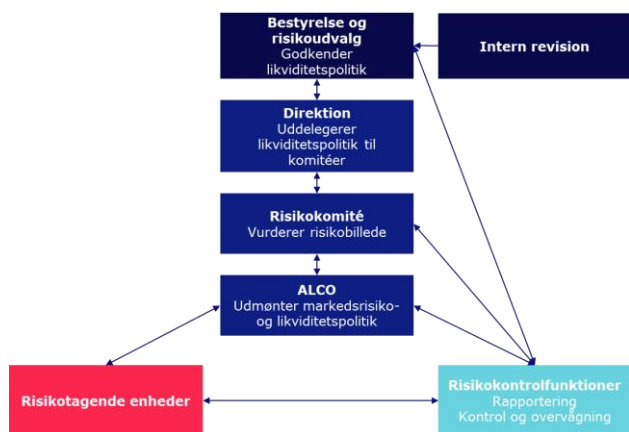 Bestyrelse og
risikoudvalg
Godkender
likviditetspolitik
Intern revision
Direktion
Uddelegerer
likviditetspolitik til
komitéer
Risikokomité
Vurderer risikobillede
ALCO
Udmønter markedsrisiko-
og likviditetspolitik
Risikotagende enheder
Risikokontrolfunktioner
Rapportering
Kontrol og overvågning